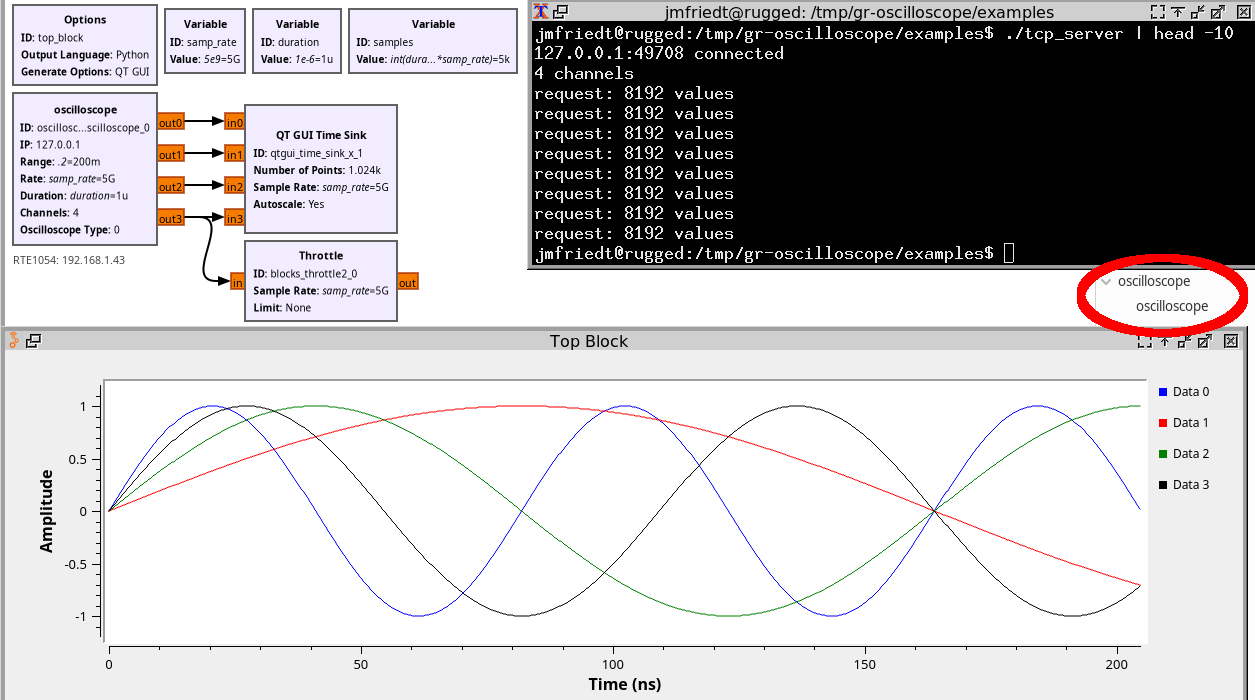 Options
ID: top_block
Output Language: Python
Generate Options: QT GUI
Variable
ID: samp_rate
Value: 5e9=5G
Variable
ID: duration
Value: 1e-6=1u
Variable
ID: samples
Value: int(dura...*samp_rate)=5k
oscilloscope
ID: oscillosc...scilloscope_0
IP: 127.0.0.1
Range: .2=200m
Rate: samp_rate=5G
Duration: duration=1u
Channels: 4
Oscilloscope Type: 0
out0
out1
out2
out3
RTE1054: 192.168.1.43
in0
in1
in2
in3
QT GUI Time Sink
ID: qtgui_time_sink_x_1
Number of Points: 1.024k
Sample Rate: samp_rate=5G
Autoscale: Yes
in
Throttle
ID: blocks_throttle2_0
Sample Rate: samp_rate=5G
Limit: None
out
jmfriedt@rugged: /tmp/gr-oscilloscope/examples
jmfriedt@rugged:/tmp/gr-oscilloscope/examples$ ./tcp_server | head -10
127.0.0.1:49708 connected
4 channels
request: 8192 values
request: 8192 values
request: 8192 values
request: 8192 values
request: 8192 values
request: 8192 values
request: 8192 values
request: 8192 values
jmfriedt@rugged:/tmp/gr-oscilloscope/examples$
oscilloscope
oscilloscope
Top Block
Amplitude
1
0.5
0
-0.5
-1
0
50
100
150
200
Time (ns)
Data 0
Data 1
Data 2
Data 3